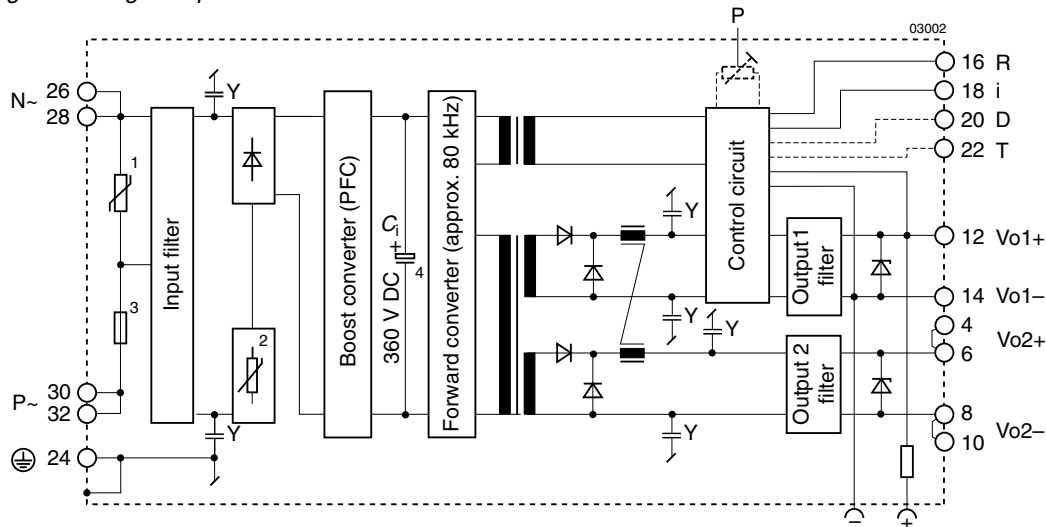 P
03002
N~
26
28
1
Y
Input filter
3
2
30
P~
32
Y
24
Boost converter (PFC)
360 V DC
Ci
+
4
Forward converter (approx. 80 kHz)
Control circuit
Y
Y
Y
Y
Output 1
filter
Output 2
filter
16 R
18 i
20 D
22 T
12 Vo1+
14 Vo1–
4
Vo2+
6
8
Vo2–
10
–
+